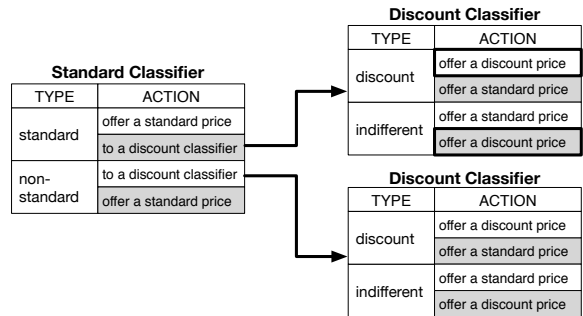 Discount Classifier
TYPE ACTION
discount
offer a discount price
offer a standard price
indifferent
offer a standard price
offer a discount price
Standard Classifier
TYPE ACTION
standard
offer a standard price
to a discount classifier
non-
standard
to a discount classifier
offer a standard price
Discount Classifier
TYPE ACTION
discount
offer a discount price
offer a standard price
indifferent
offer a standard price
offer a discount price